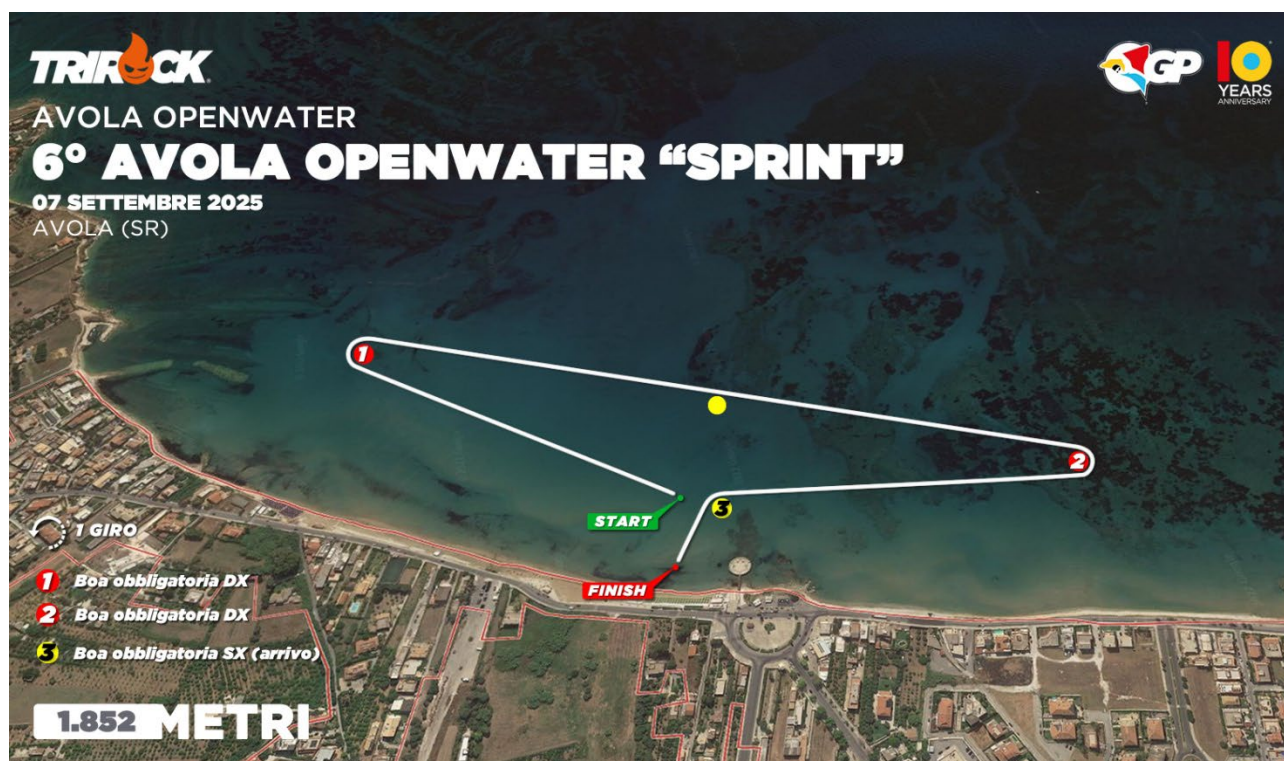 TRIROCK
GP
10
YEARS
ANNIVERSARY
AVOLA OPENWATER
6° AVOLA OPENWATER “SPRINT”
07 SETTEMBRE 2025
AVOLA (SR)
1
2
3
START
FINISH
1 GIRO
1 Boa obbligatoria DX
2 Boa obbligatoria DX
3 Boa obbligatoria SX (arrivo)
1.852 METRI